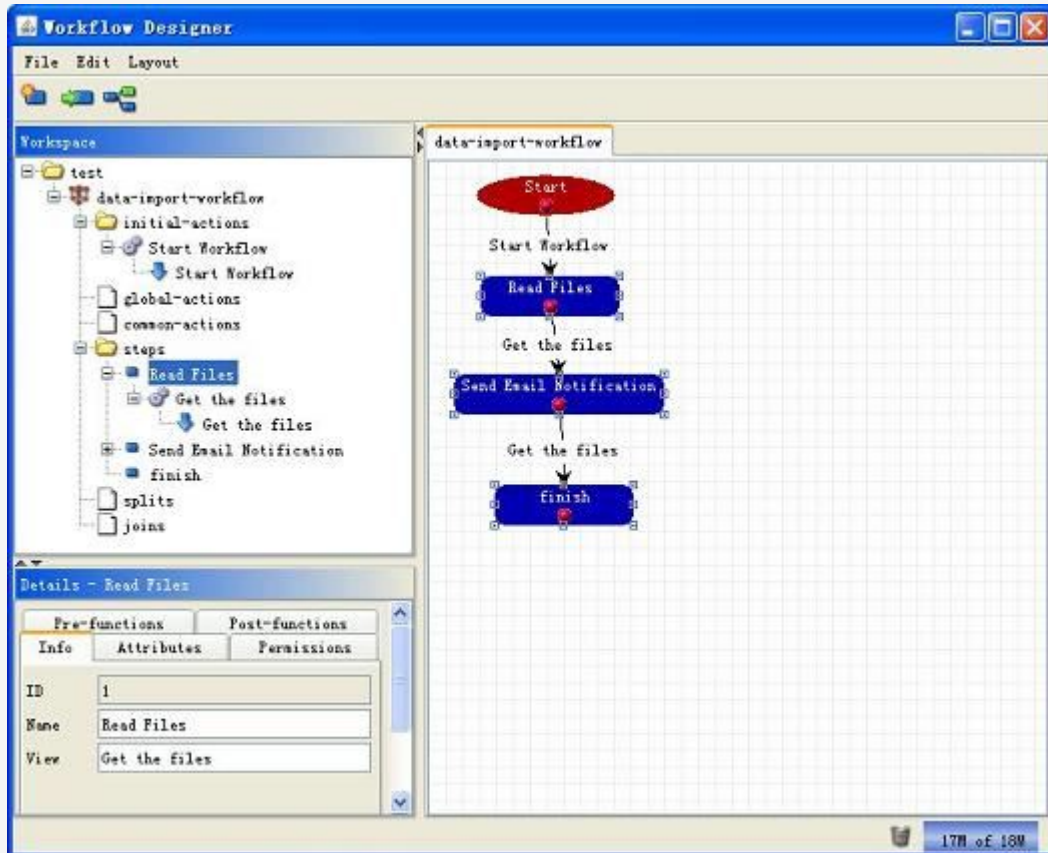 Workflow Designer
File Edit Layout
Workspace
test
data-import-workflow
initial-actions
Start Workflow
Start Workflow
global-actions
common-actions
steps
Read Files
Get the files
Get the files
Send Email Notification
finish
splits
joins
data-import-workflow
Start
Start Workflow
Read Files
Get the files
Send Email Notification
Get the files
finish
Details - Read Files
Pre-functions Post-functions
Info Attributes Permissions
ID 1
Name Read Files
View Get the files
17M of 18M